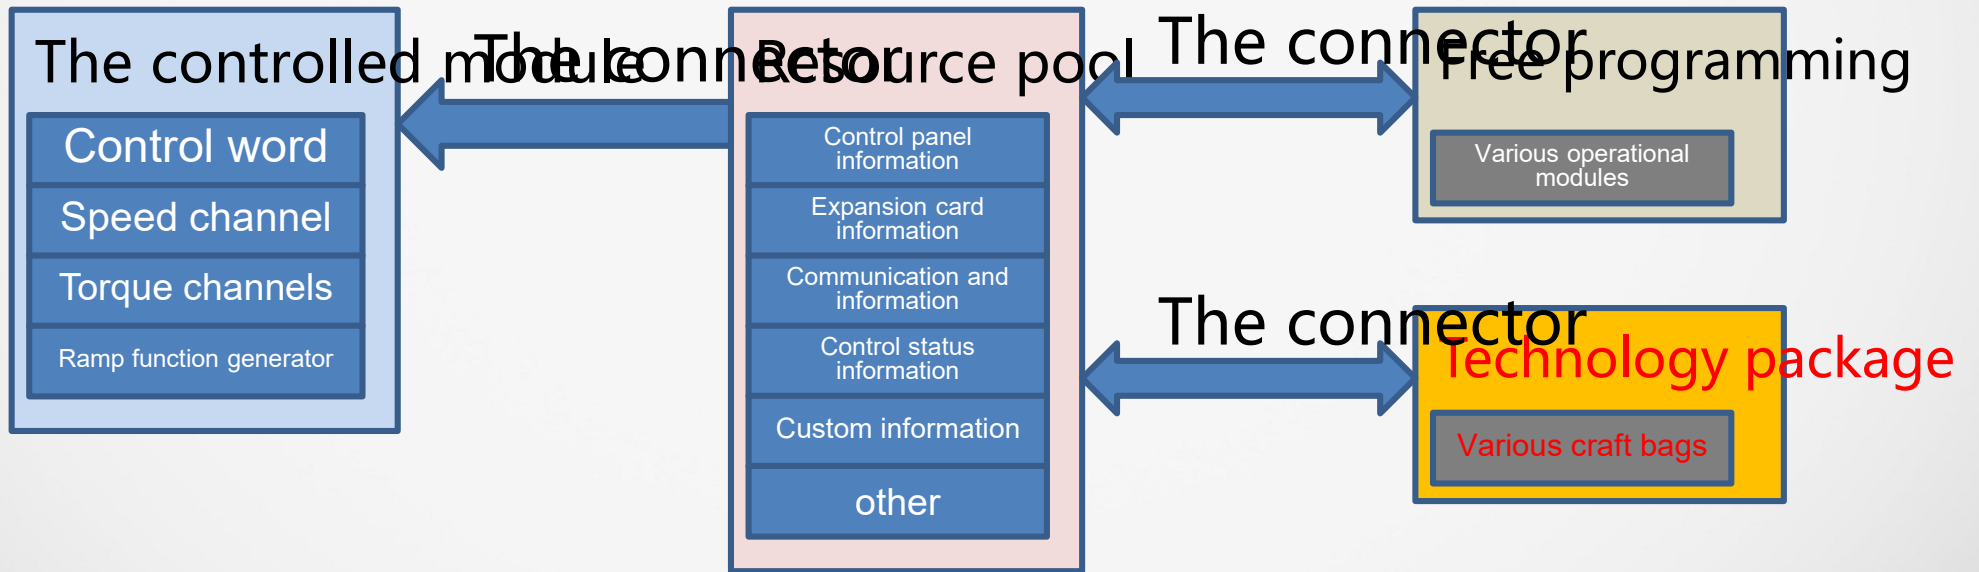 The controlled module
Control word
Speed channel
Torque channels
Ramp function generator
The connector
Resource pool
Control panel
information
Expansion card
information
Communication and
information
Control status
information
Custom information
other
The connector
Free programming
Various operational
modules
The connector
Technology package
Various craft bags